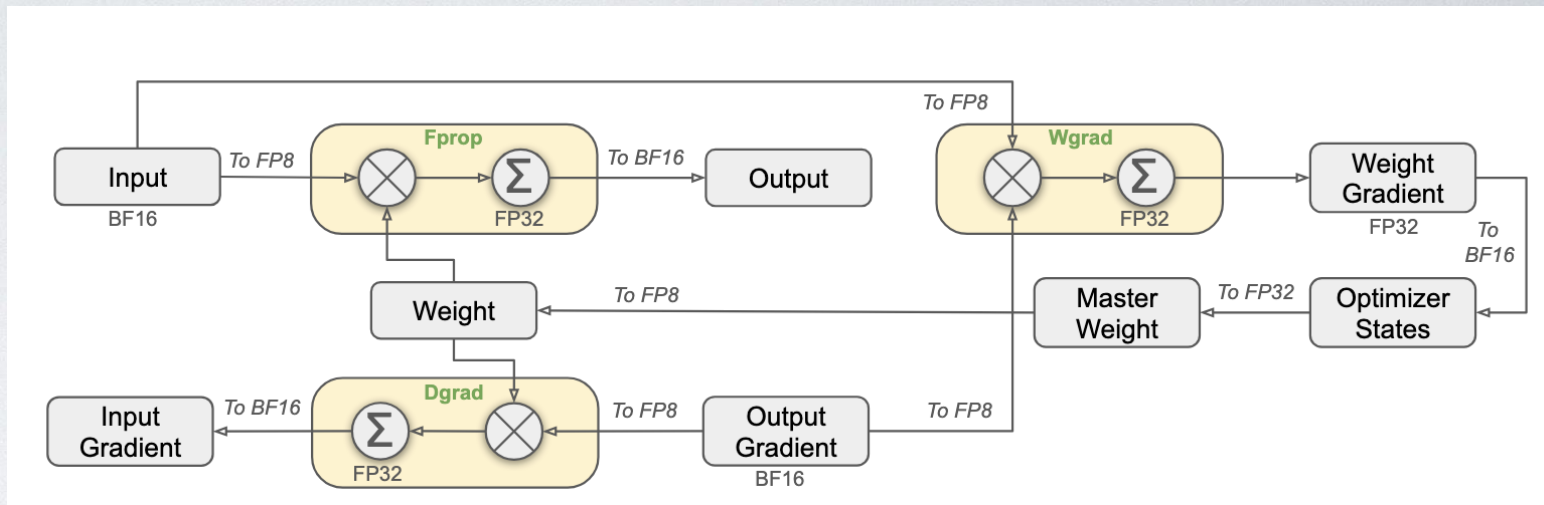 To FP8
Fprop
Wgrad
Input
To FP8
Σ
To BF16
Output
Σ
Weight
Gradient
BF16
FP32
FP32
FP32
To
BF16
Weight
To FP8
Master
Weight
To FP32
Optimizer
States
Dgrad
Input
Gradient
To BF16
Σ
To FP8
Output
Gradient
To FP8
FP32
BF16